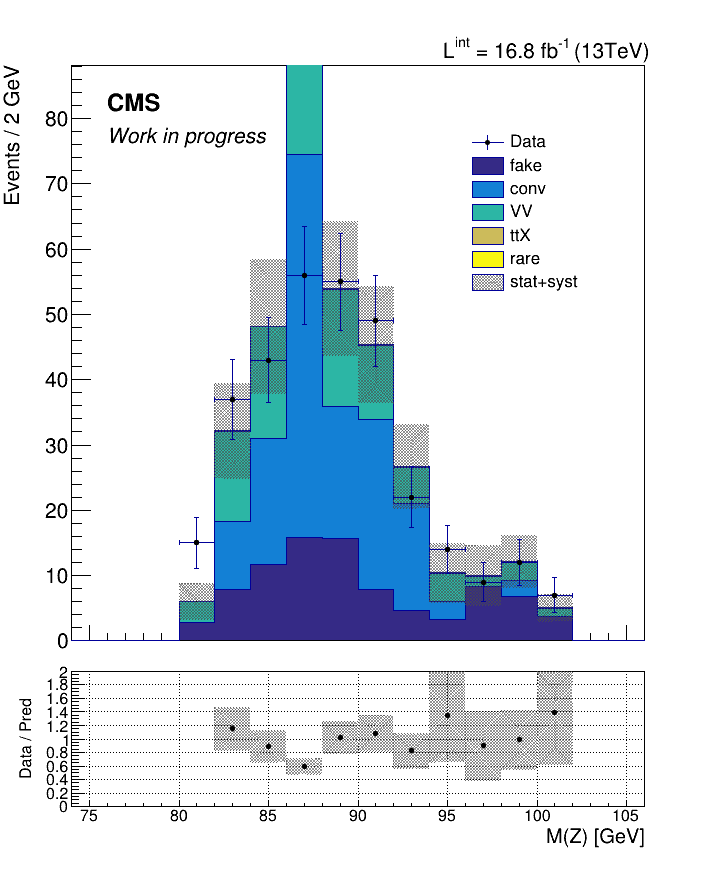 L^int = 16.8 fb^-1 (13TeV)
Events / 2 GeV
CMS
Work in progress
Data
fake
conv
VV
ttX
rare
stat+syst
80
70
60
50
40
30
20
10
0
Data / Pred
2
1.8
1.6
1.4
1.2
1
0.8
0.6
0.4
0.2
0
75 80 85 90 95 100 105
M(Z) [GeV]